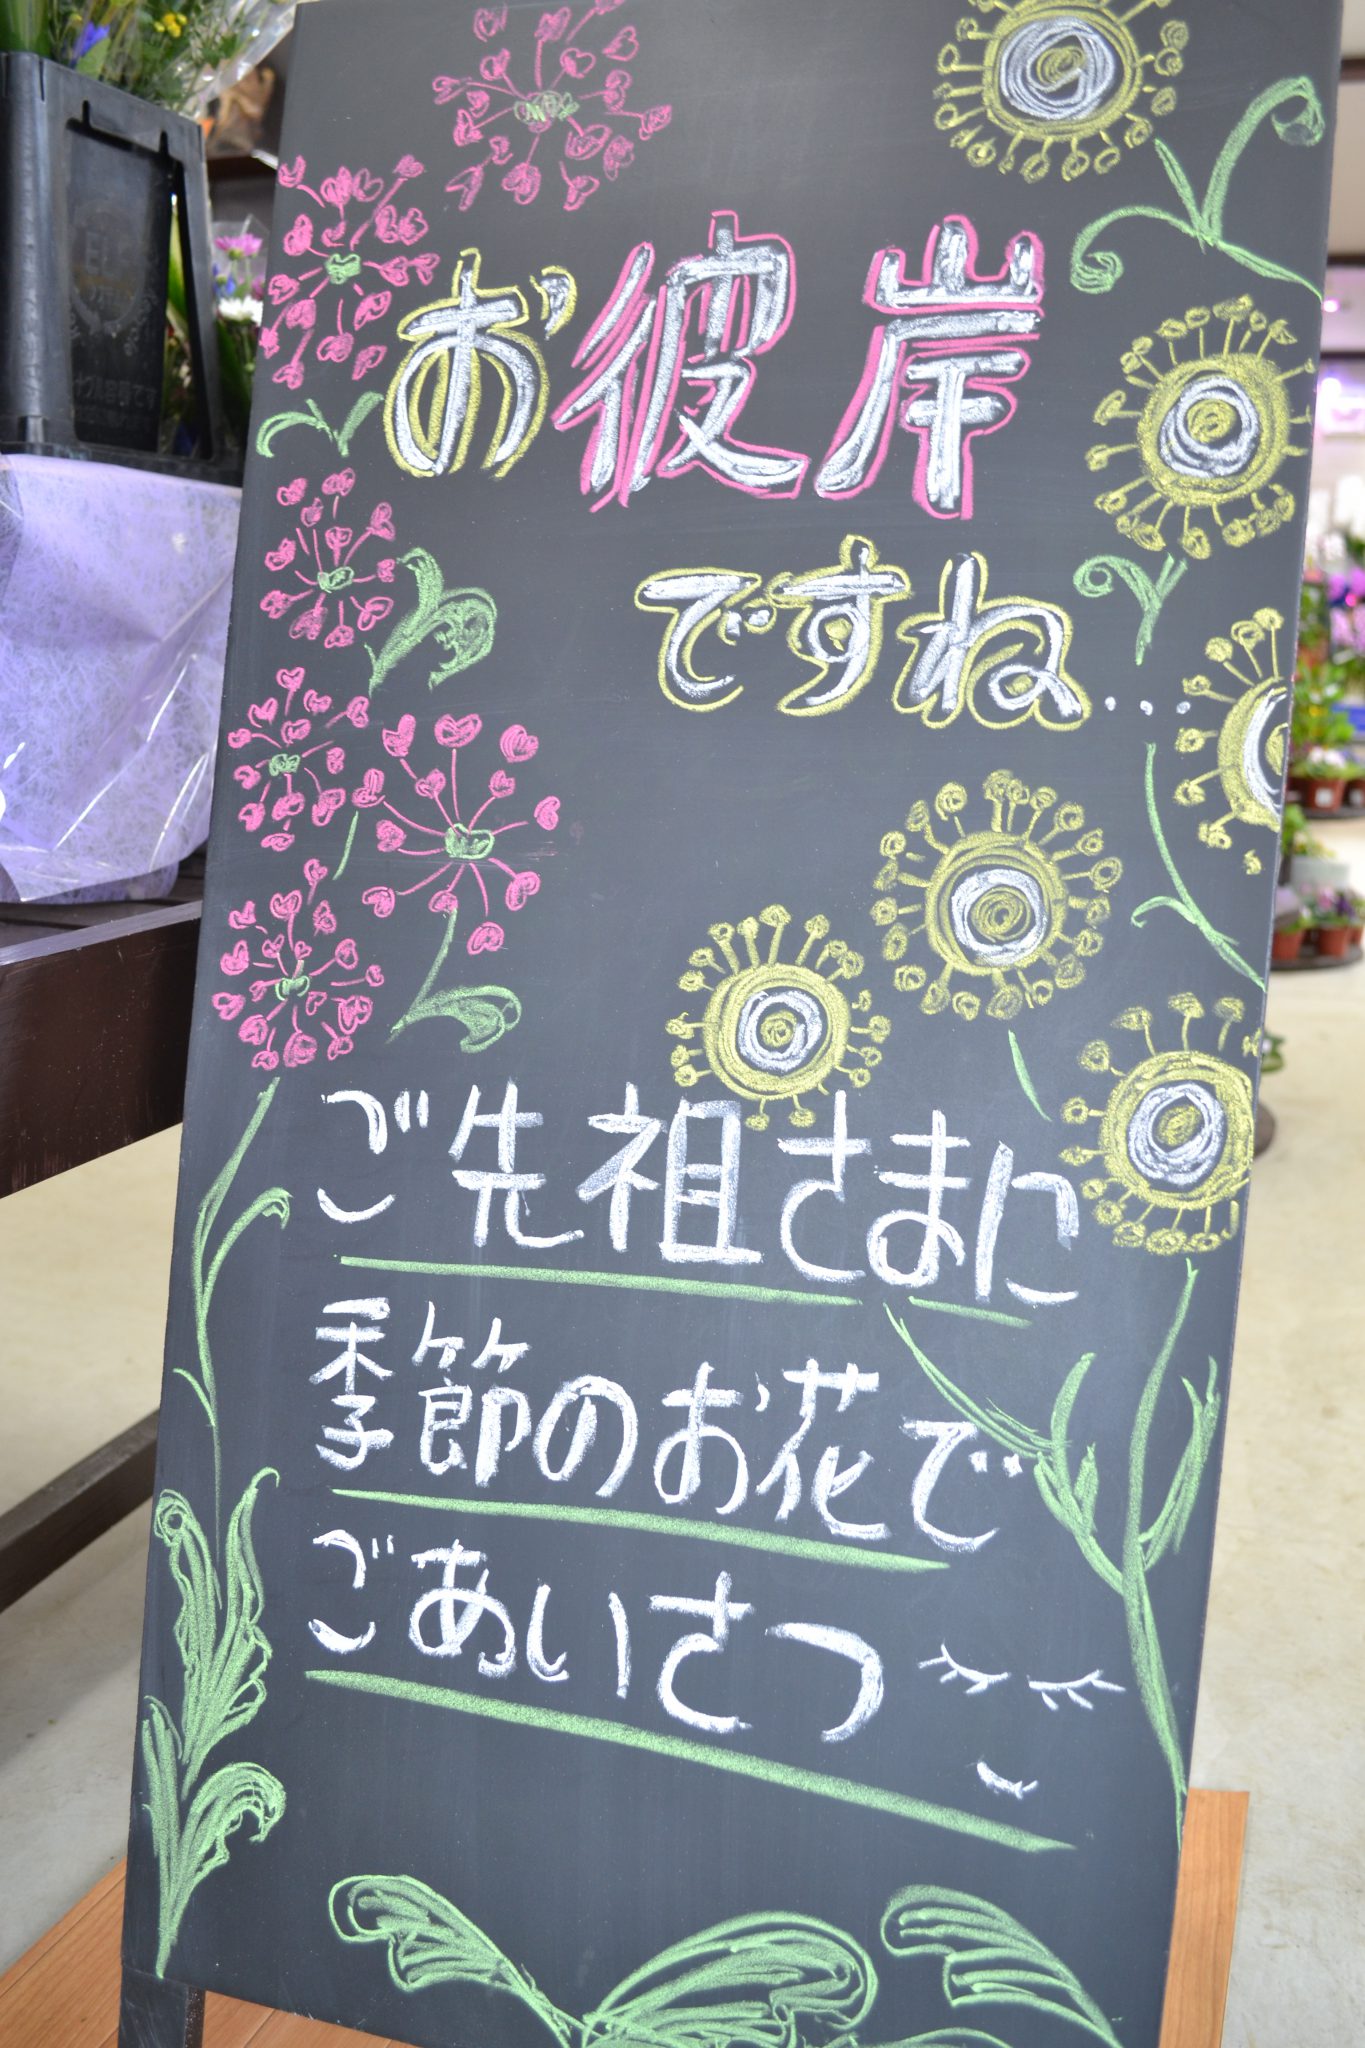 お彼岸
ですね...
ご先祖さまに
季節のお花で
ごあいさつ